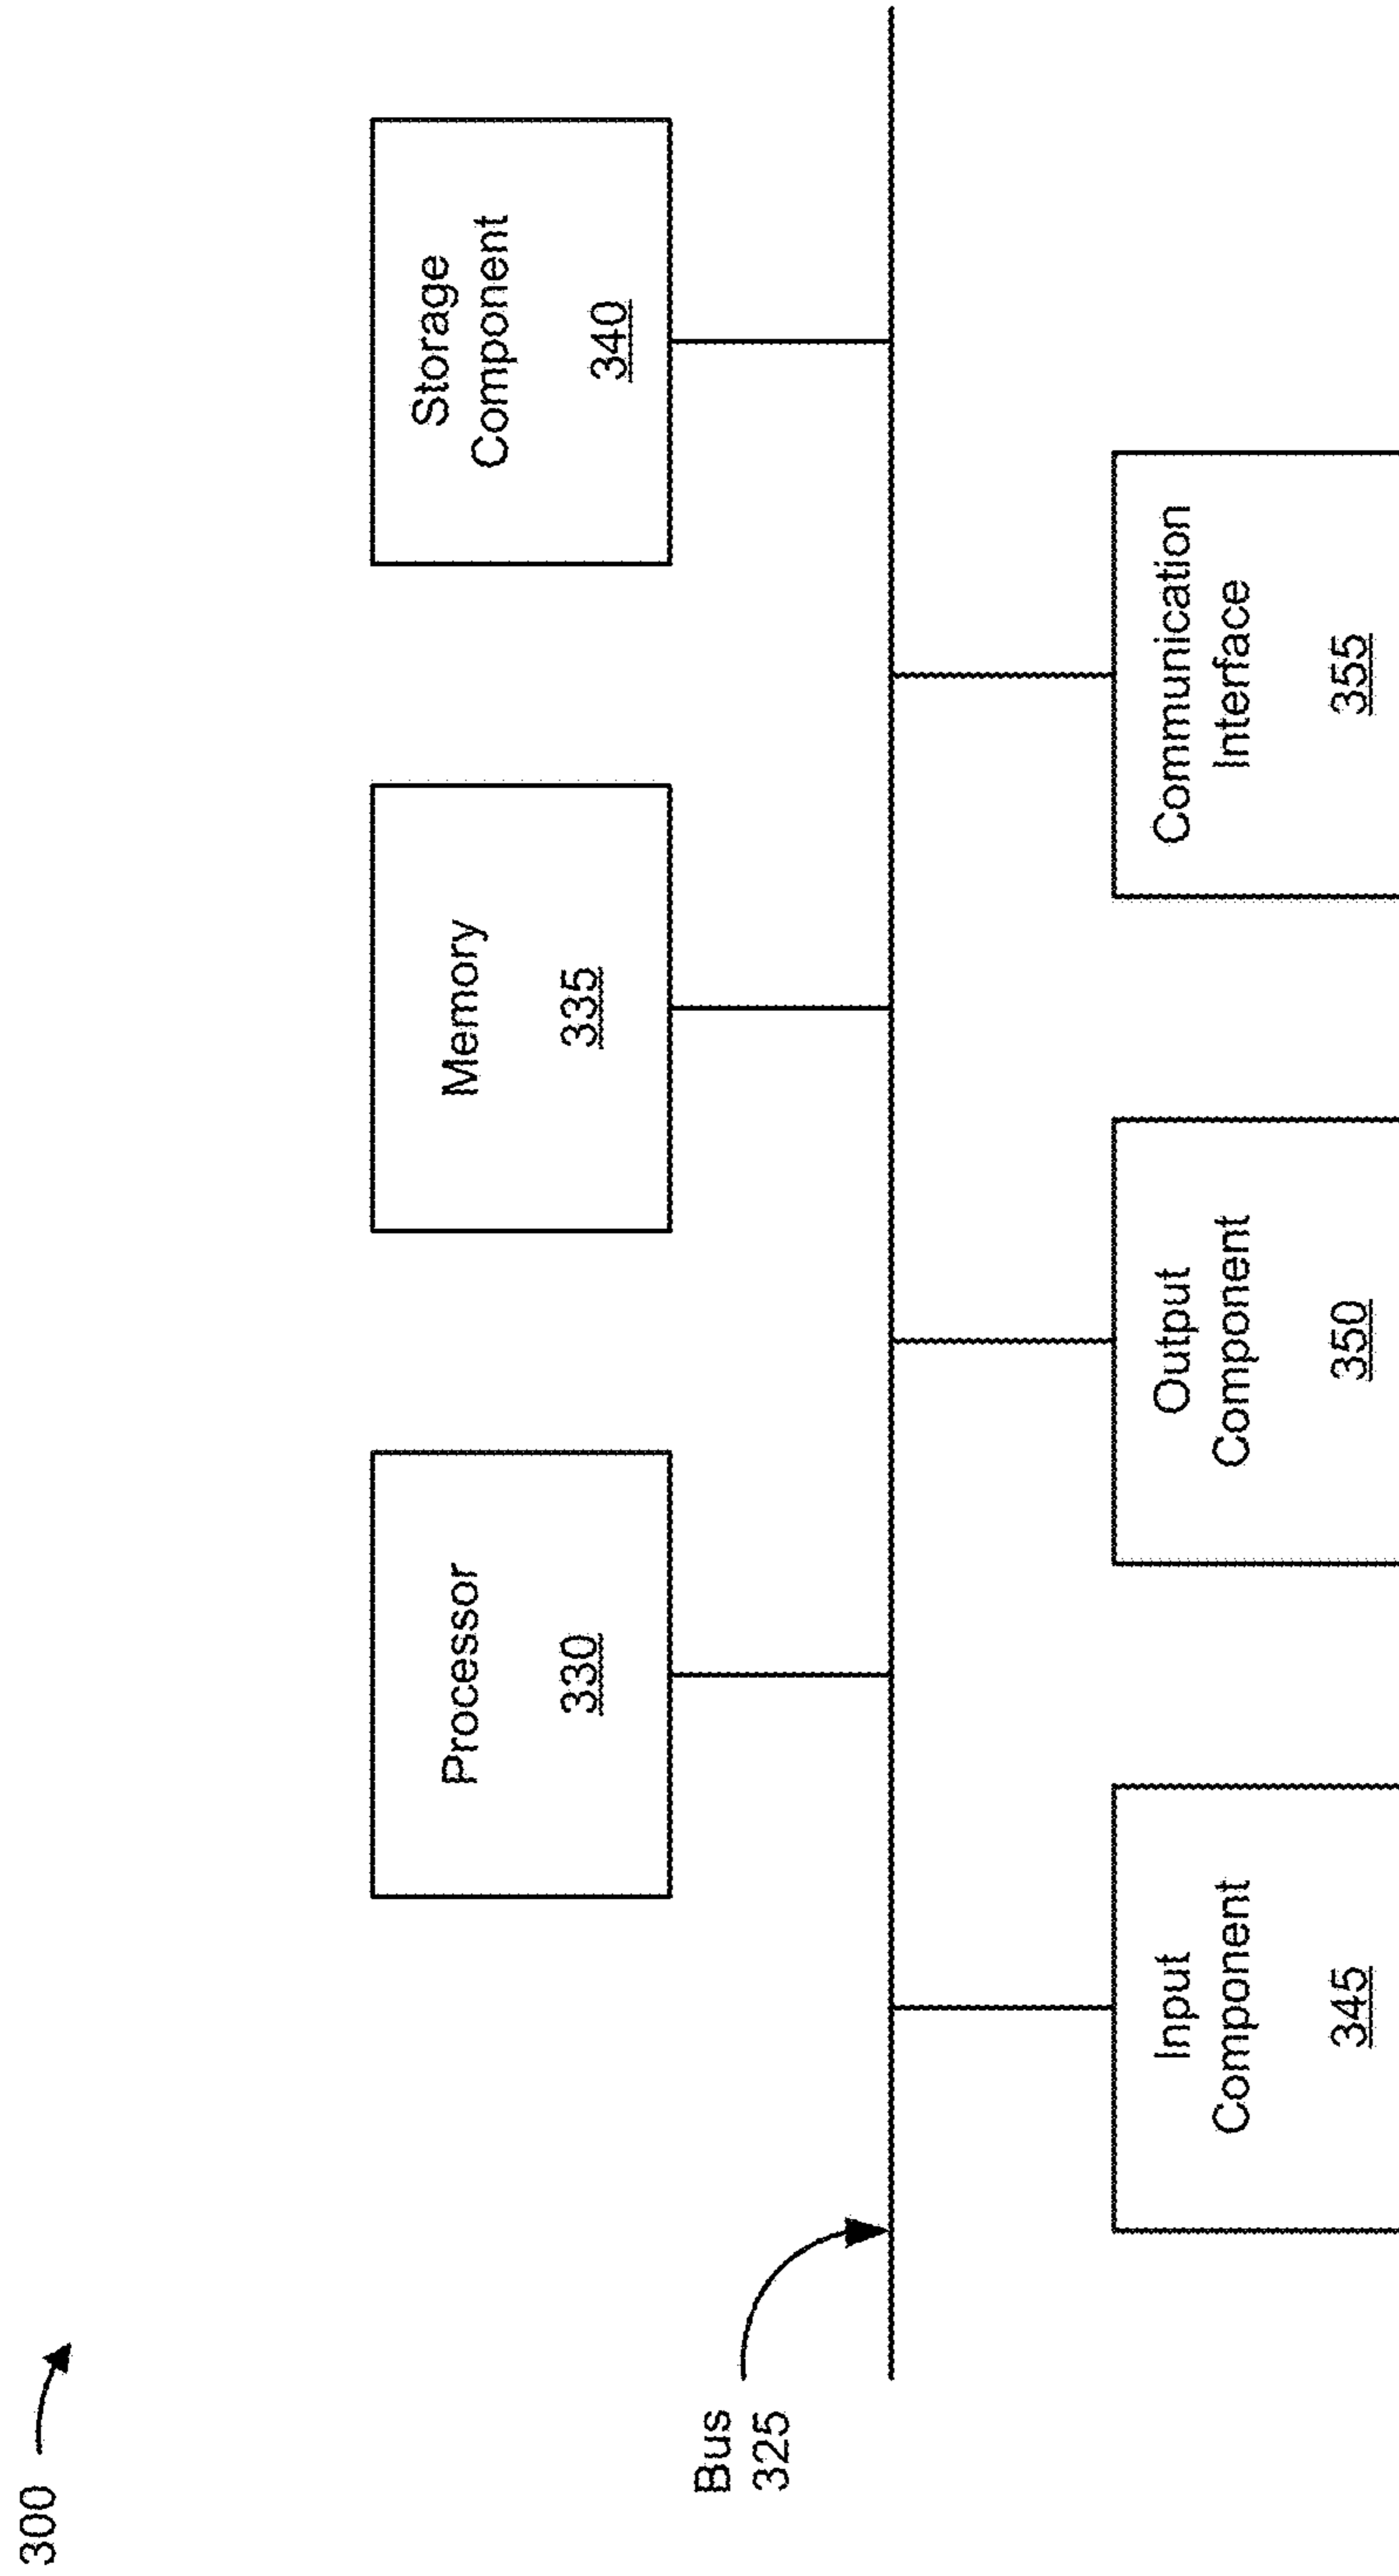 300
Processor
330
Memory
335
Storage
Component
340
Bus
325
Input
Component
345
Output
Component
350
Communication
Interface
355